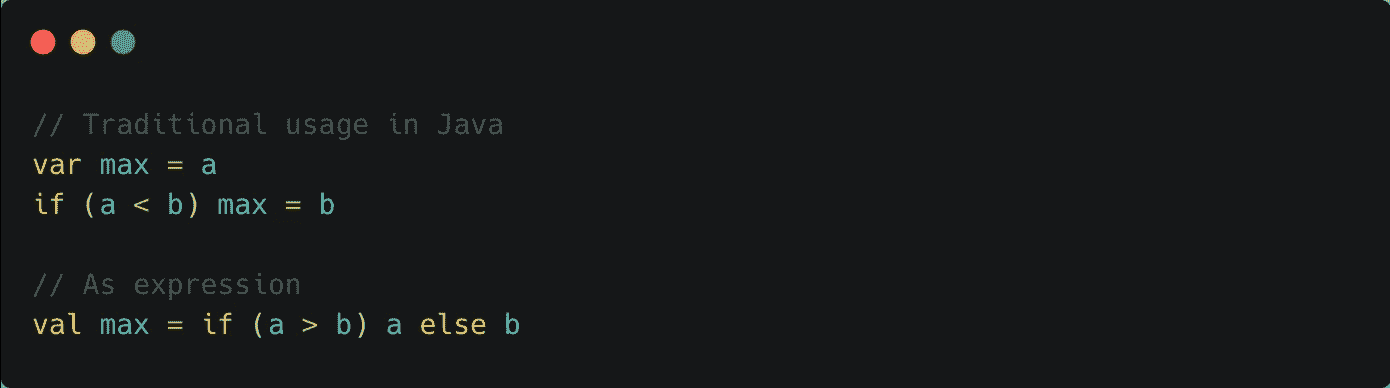 // Traditional usage in Java
var max = a
if (a < b) max = b
// As expression
val max = if (a > b) a else b